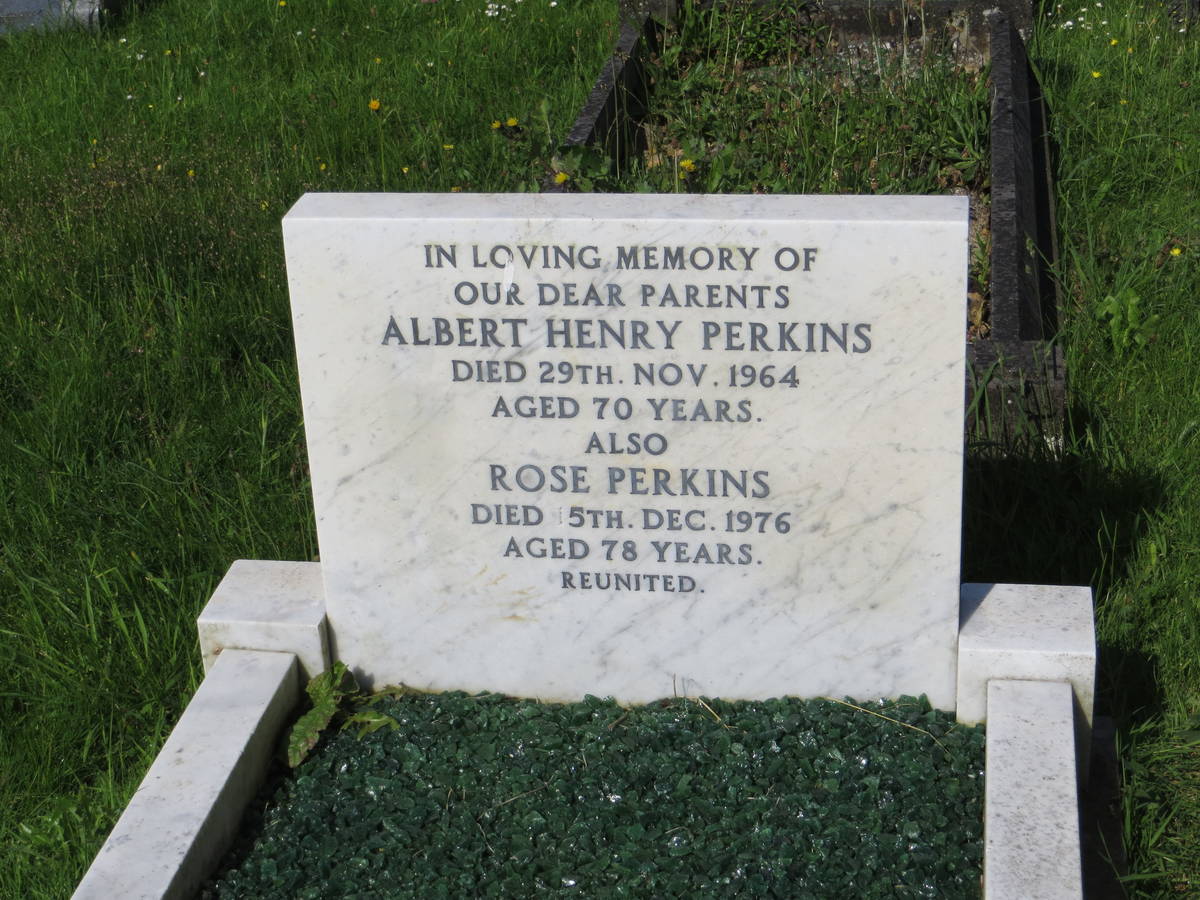 IN LOVING MEMORY OF
OUR DEAR PARENTS
ALBERT HENRY PERKINS
DIED 29TH. NOV. 1964
AGED 70 YEARS.
ALSO
ROSE PERKINS
DIED 15TH. DEC. 1976
AGED 78 YEARS.
REUNITED.